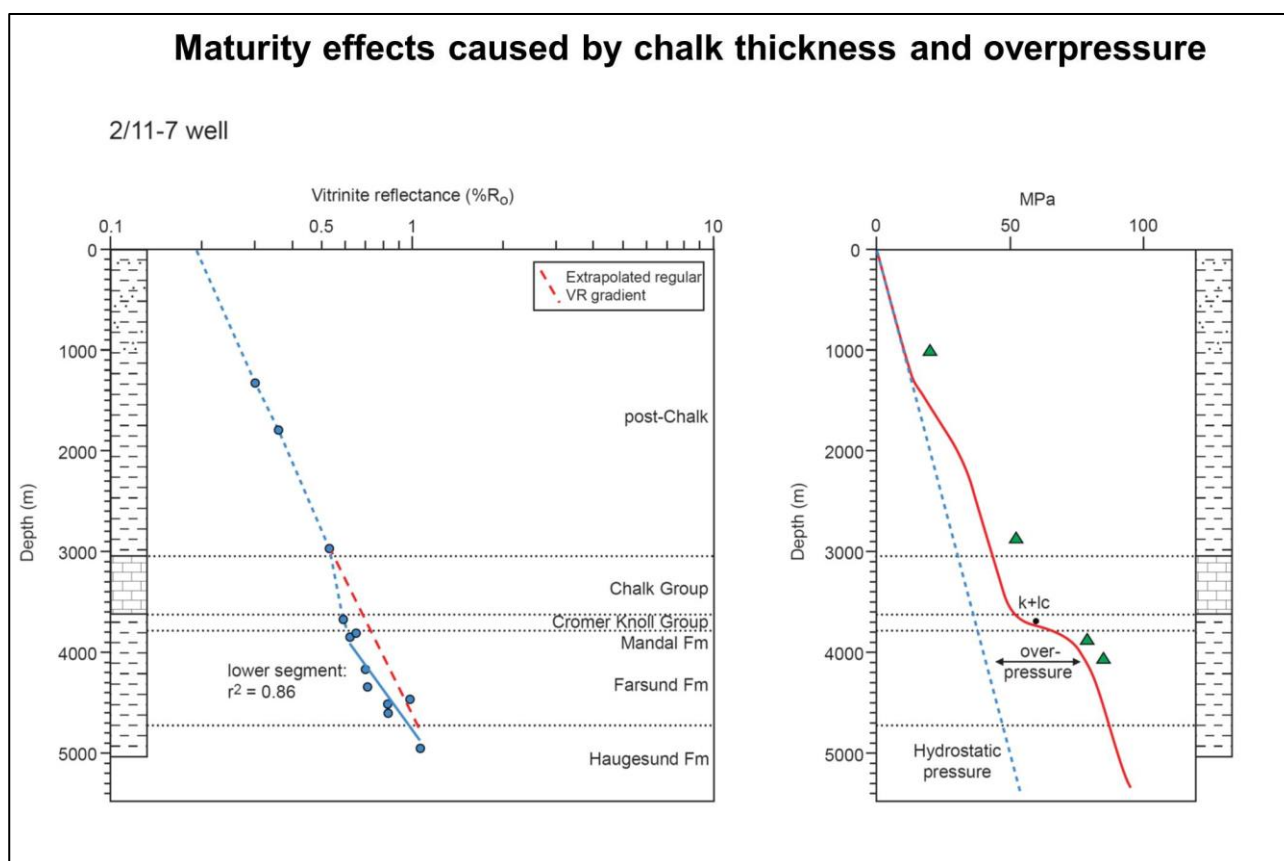 Maturity effects caused by chalk thickness and overpressure
2/11-7 well
Vitrinite reflectance (%Ro)
0.1 0.5 1 10
0
1000
2000
3000
4000
5000
Depth (m)
Extrapolated regular
VR gradient
post-Chalk
Chalk Group
Cromer Knoll Group
Mandal Fm
Farsund Fm
Haugesund Fm
lower segment:
r2 = 0.86
MPa
0 50 100
0
1000
2000
3000
4000
5000
Depth (m)
k+lc
over-
pressure
Hydrostatic
pressure